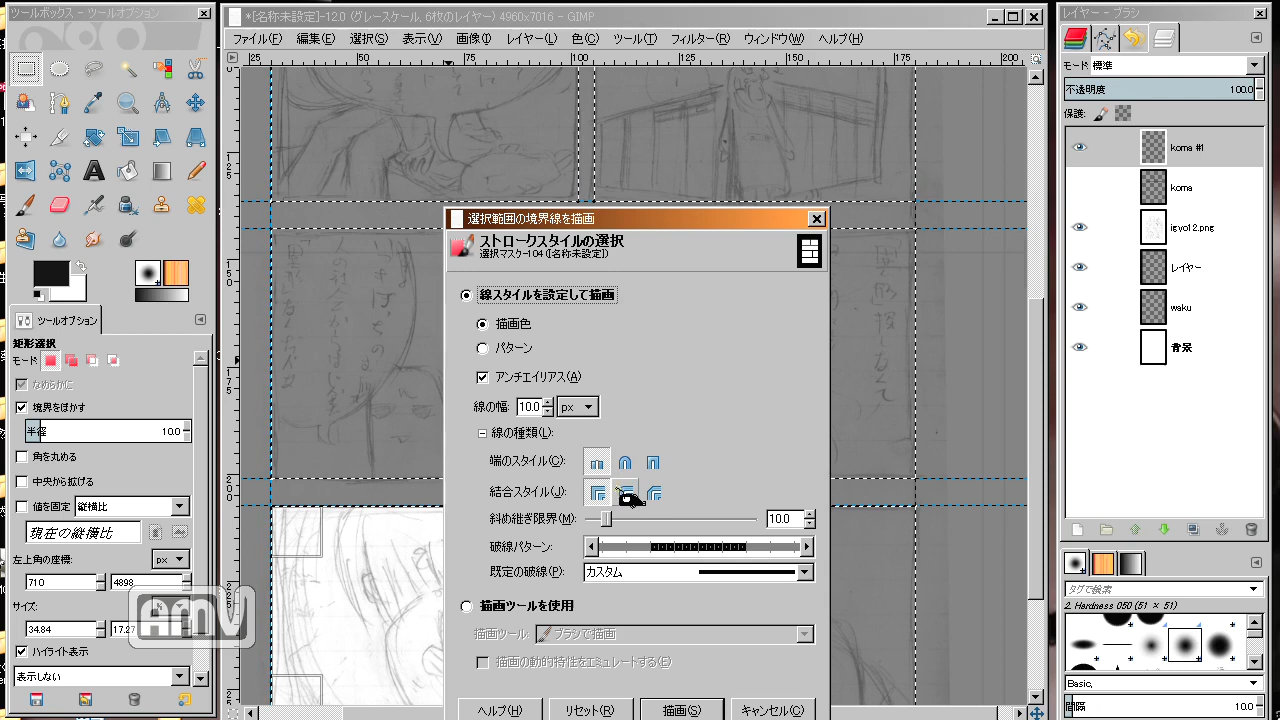 ツールボックス - ツールオプション
*[名称未設定]-12.0 (グレースケール, 6枚のレイヤー) 4960x7016 – GIMP
レイヤー - ブラシ
ファイル(F) 編集(E) 選択(S) 表示(V) 画像(I) レイヤー(L) 色(C) ツール(T) フィルター(R) ウィンドウ(W) ヘルプ(H)
25 50 75 100 125 150 175 200
モード: 標準
不透明度 100.0
保護:
koma #1
koma
レイヤー
waku
背景
ツールオプション
矩形選択
モード:
なめらかに
境界をぼかす
半径 10.0
角を丸める
中央から拡げる
値を固定 縦横比
現在の縦横比
左上角の座標: px
710 4898
サイズ: %
34.84 17.27
ハイライト表示
表示しない
AmV
選択範囲の境界線を描画
ストロークスタイルの選択
選択マスク-104 ([名称未設定])
線スタイルを設定して描画
描画色
パターン
アンチエイリアス(A)
線の幅: 10.0 px
線の種類(L):
端のスタイル(C):
結合スタイル(J):
斜め継ぎ限界(M): 10.0
破線パターン:
既定の破線(P): カスタム
描画ツールを使用
描画ツール: ブラシで描画
描画の動的特性をエミュレートする(E)
ヘルプ(H) リセット(R) 描画(S) キャンセル(C)
タグで検索
2. Hardness 050 (51 × 51)
Basic,
間隔 10.0